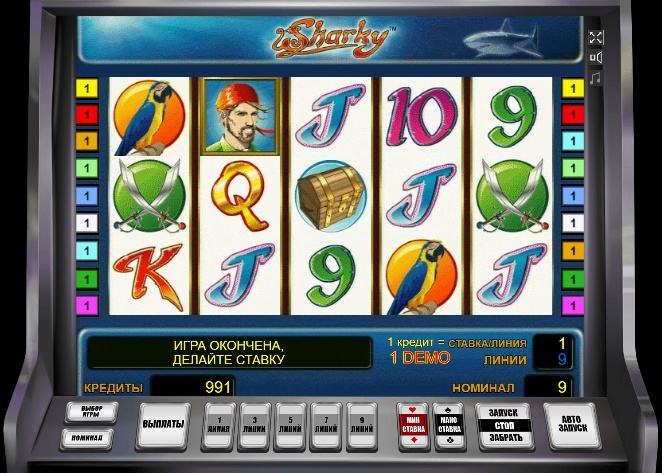 Sharky™
1 1
1 1
1 10 9 1
1 1
1 Q 1
1 1
1 1
1 K 9 1
1 1
ИГРА ОКОНЧЕНА,
ДЕЛАЙТЕ СТАВКУ
1 кредит = СТАВКА/ЛИНИЯ 1
1 DEMO ЛИНИИ 9
КРЕДИТЫ 991 НОМИНАЛ 9
ВЫБОР
ИГРЫ
НОМИНАЛ
ВЫПЛАТЫ
1
ЛИНИЯ
3
ЛИНИИ
5
ЛИНИЙ
7
ЛИНИЙ
9
ЛИНИЙ
МИН
СТАВКА
МАКС
СТАВКА
ЗАПУСК
СТОП
ЗАБРАТЬ
АВТО
ЗАПУСК